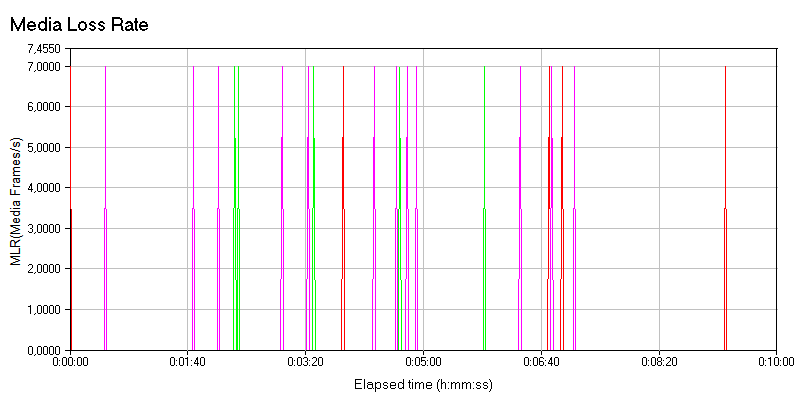 Media Loss Rate
7,4550
7,0000
6,0000
5,0000
4,0000
3,0000
2,0000
1,0000
0,0000
MLR(Media Frames/s)
0:00:00 0:01:40 0:03:20 0:05:00 0:06:40 0:08:20 0:10:00
Elapsed time (h:mm:ss)